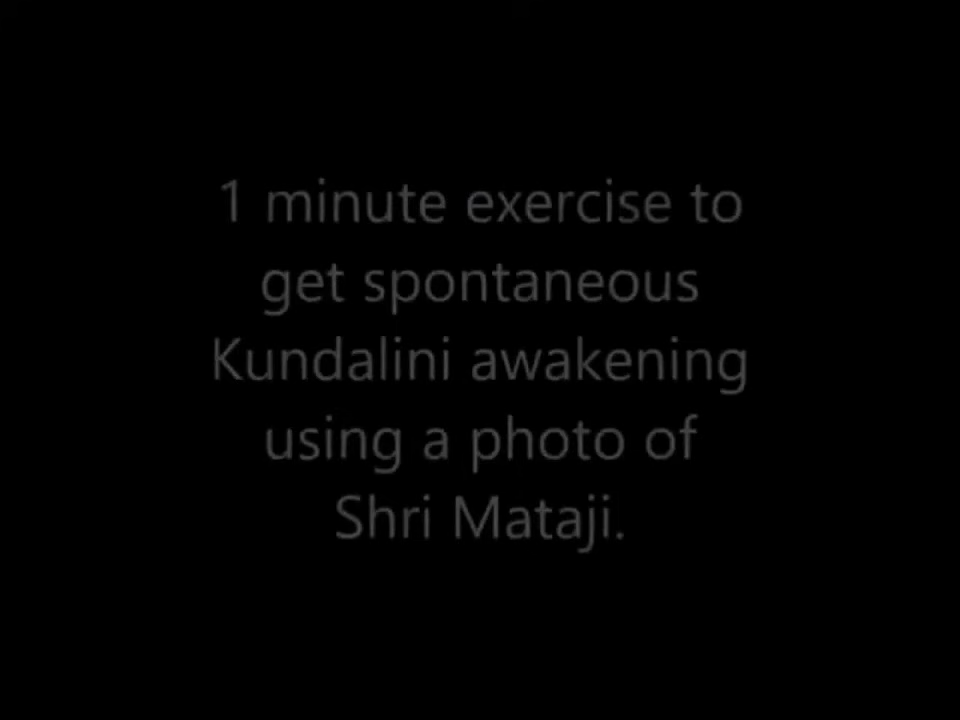 1 minute exercise to
get spontaneous
Kundalini awakening
using a photo of
Shri Mataji.